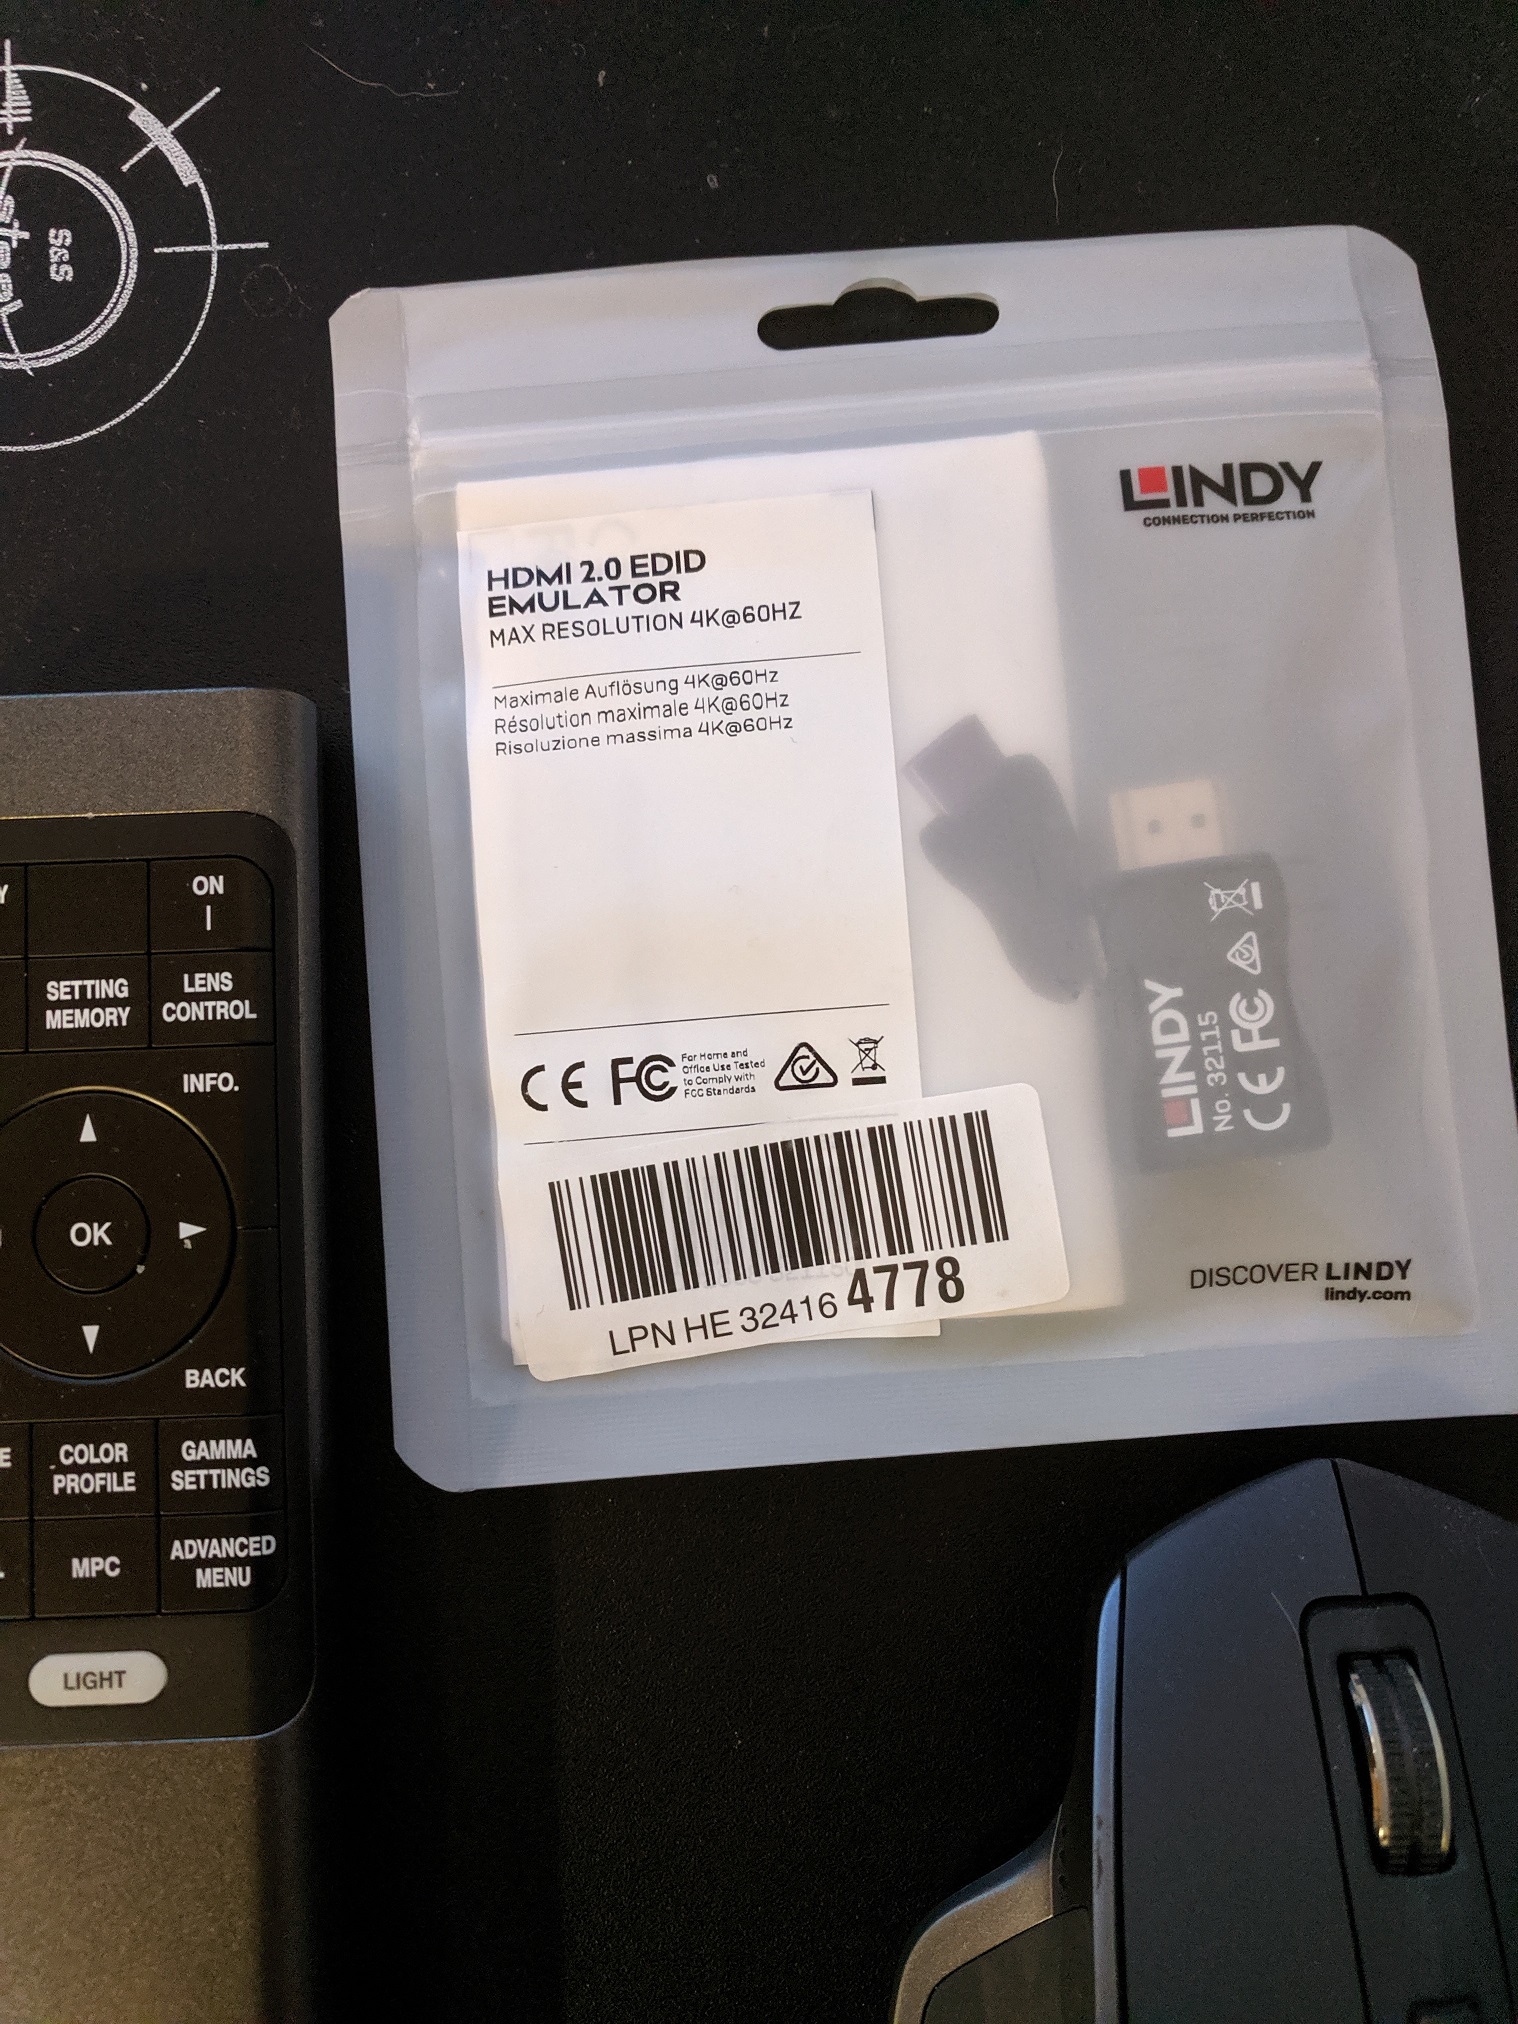 S&S
steel
LINDY
CONNECTION PERFECTION
HDMI 2.0 EDID
EMULATOR
MAX RESOLUTION 4K@60HZ
Maximale Auflösung 4K@60Hz
Résolution maximale 4K@60Hz
Risoluzione massima 4K@60Hz
CE FC
For Home and
Office Use Tested
to Comply with
FCC Standards
LPN HE 32416 4778
LINDY
No. 32115
CE FC
DISCOVER LINDY
lindy.com
ON
SETTING
MEMORY
LENS
CONTROL
INFO.
OK
BACK
COLOR
PROFILE
GAMMA
SETTINGS
MPC
ADVANCED
MENU
LIGHT